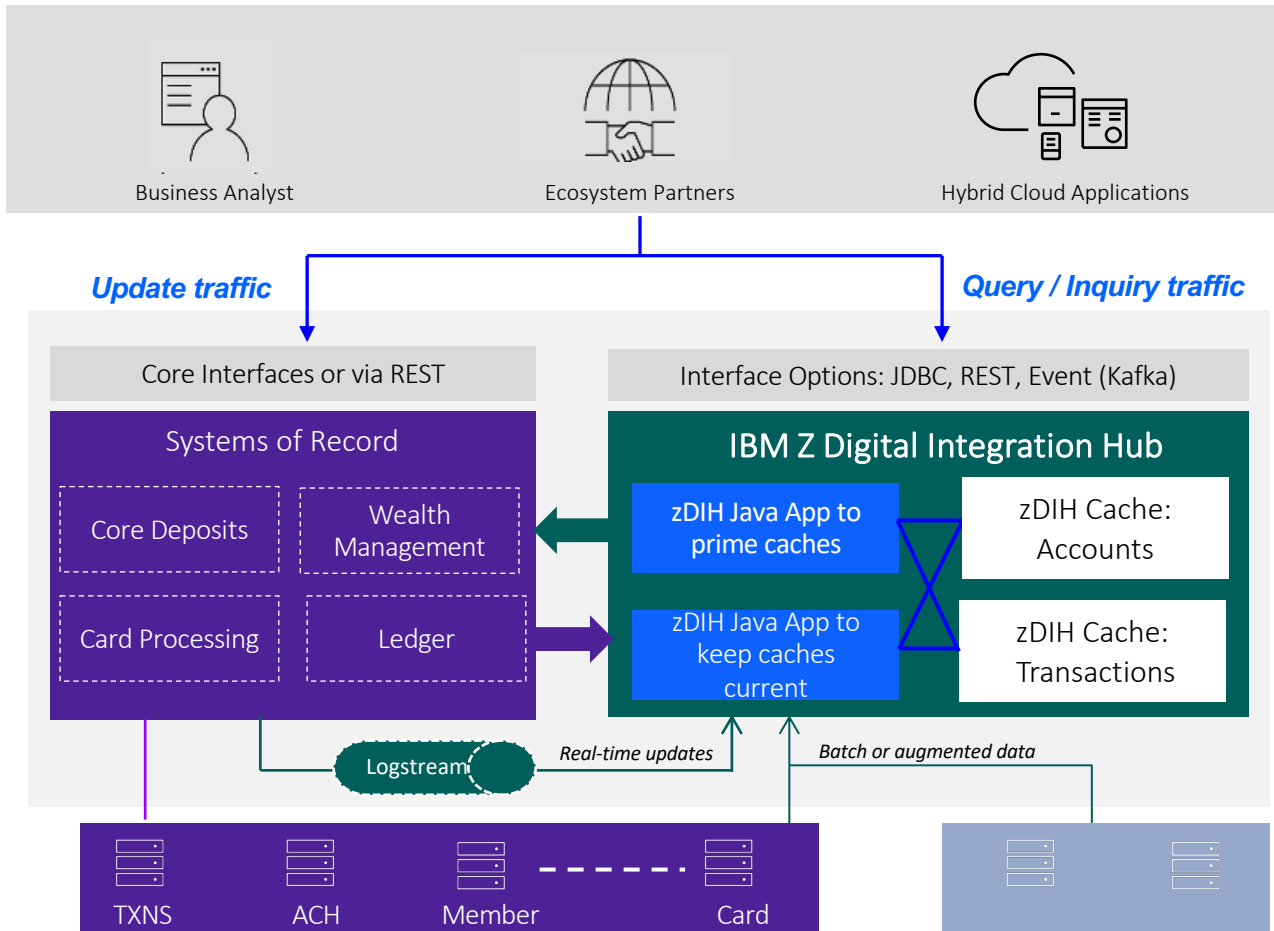 Business Analyst
Ecosystem Partners
Hybrid Cloud Applications
Update traffic
Query / Inquiry traffic
Core Interfaces or via REST
Interface Options: JDBC, REST, Event (Kafka)
Systems of Record
Core Deposits
Wealth
Management
Card Processing
Ledger
IBM Z Digital Integration Hub
zDIH Java App to
prime caches
zDIH Cache:
Accounts
zDIH Java App to
keep caches
current
zDIH Cache:
Transactions
Logstream
Real-time updates
Batch or augmented data
TXNS
ACH
Member
Card